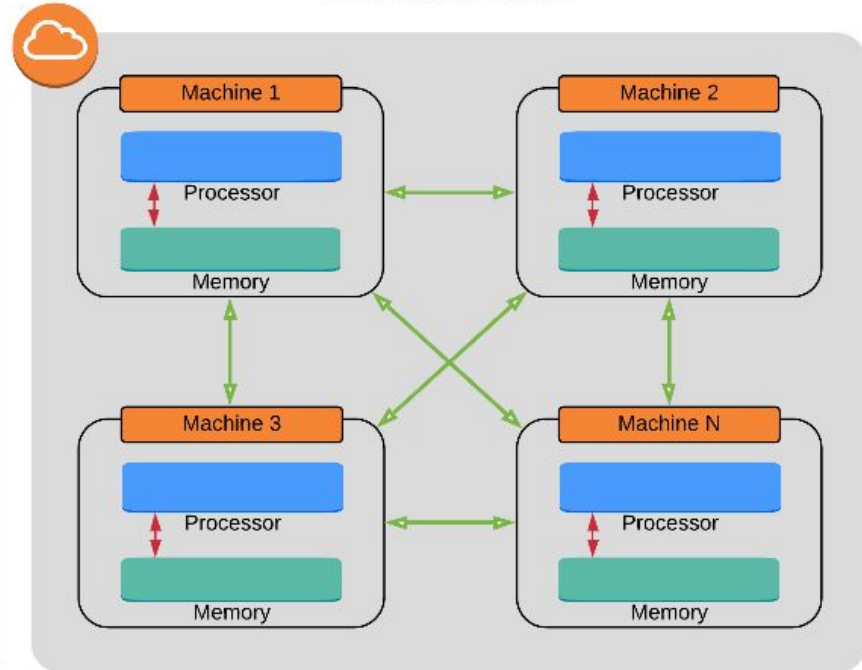 Machine 1
Machine 2
Processor
Processor
Memory
Memory
Machine 3
Machine N
Processor
Processor
Memory
Memory